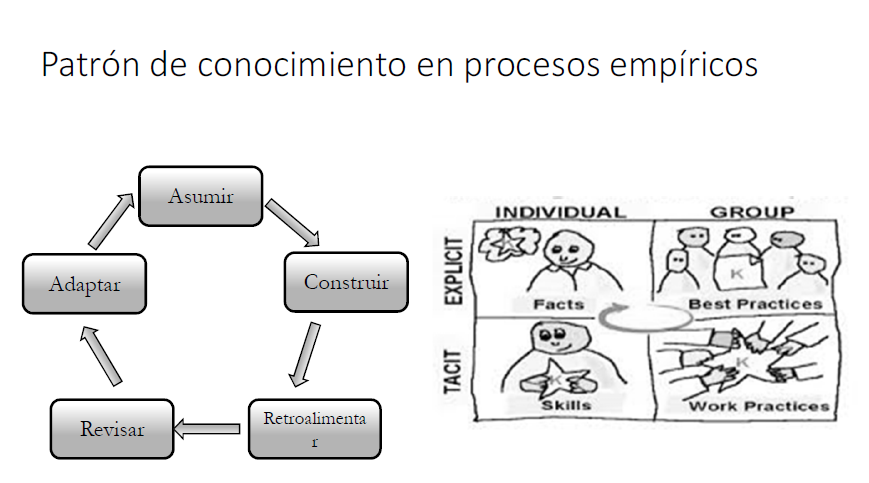 Patrón de conocimiento en procesos empíricos
Asumir
Construir
Retroalimenta
r
Revisar
Adaptar
INDIVIDUAL
GROUP
EXPLICIT
Facts
K
Best Practices
TACIT
K
Skills
K
Work Practices